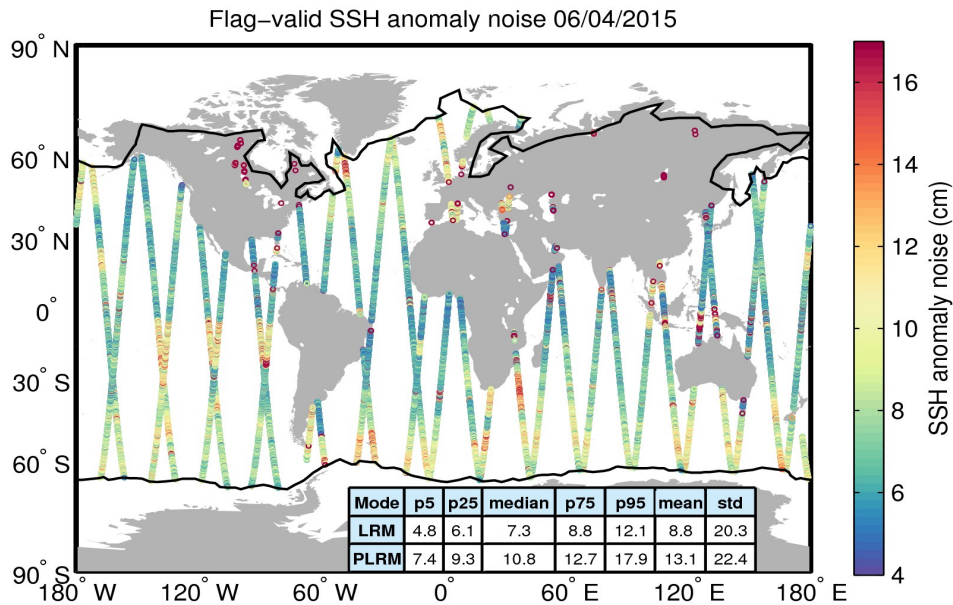 Flag−valid SSH anomaly noise 06/04/2015
90° N
60° N
30° N
0°
30° S
60° S
90° S
180° W
120° W
60° W
0°
60° E
120° E
180° E
Mode p5 p25 median p75 p95 mean std
LRM 4.8 6.1 7.3 8.8 12.1 8.8 20.3
PLRM 7.4 9.3 10.8 12.7 17.9 13.1 22.4
16
14
12
10
8
6
4
SSH anomaly noise (cm)